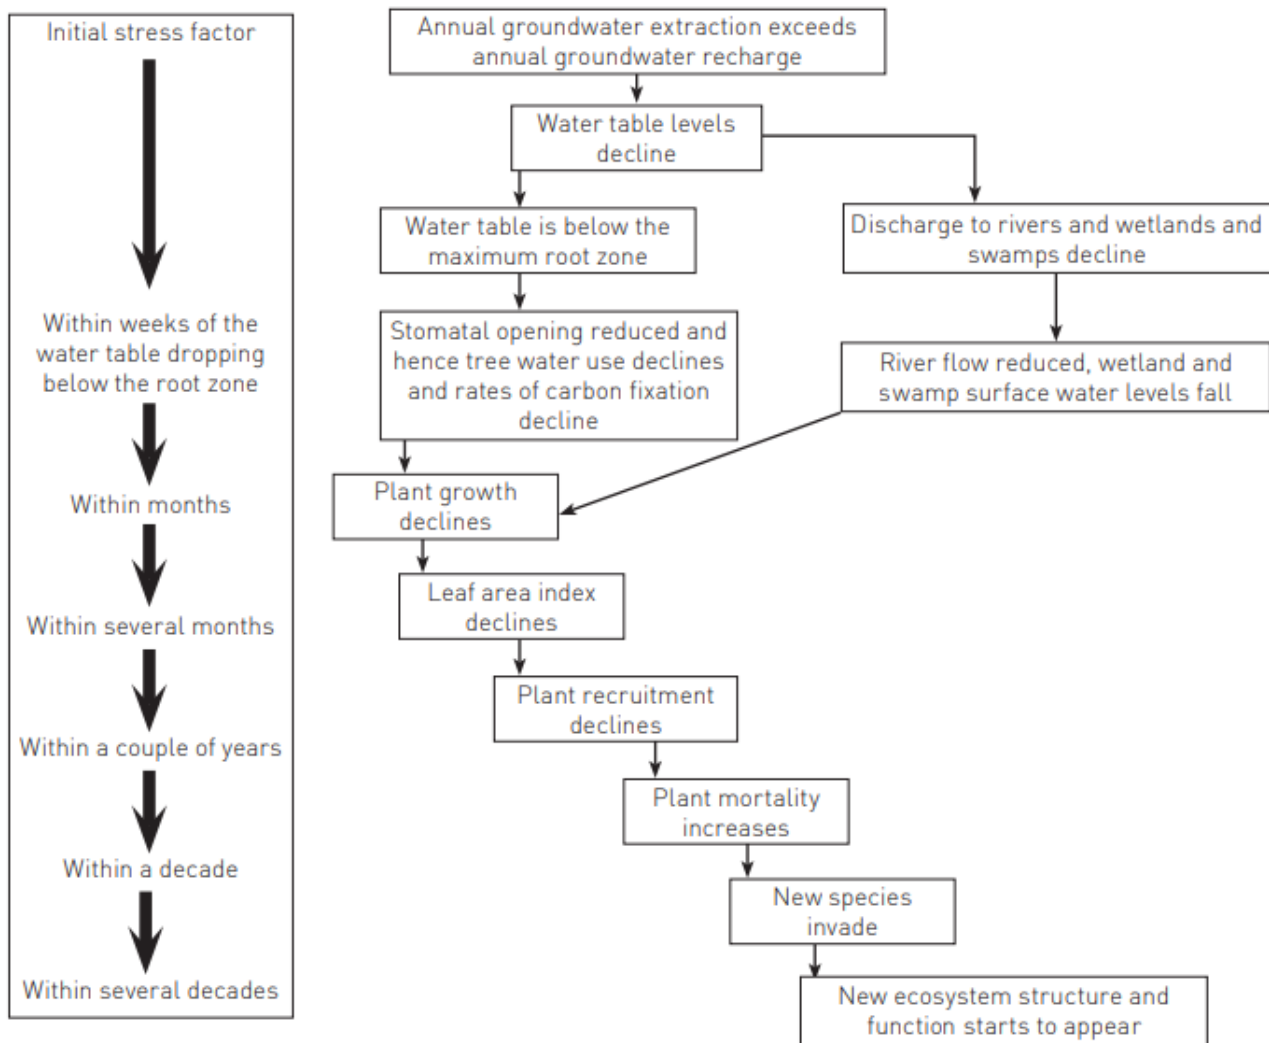 Initial stress factor
Within weeks of the
water table dropping
below the root zone
Within months
Within several months
Within a couple of years
Within a decade
Within several decades
Annual groundwater extraction exceeds
annual groundwater recharge
Water table levels
decline
Water table is below the
maximum root zone
Discharge to rivers and wetlands and
swamps decline
Stomatal opening reduced and
hence tree water use declines
and rates of carbon fixation
decline
River flow reduced, wetland and
swamp surface water levels fall
Plant growth
declines
Leaf area index
declines
Plant recruitment
declines
Plant mortality
increases
New species
invade
New ecosystem structure and
function starts to appear